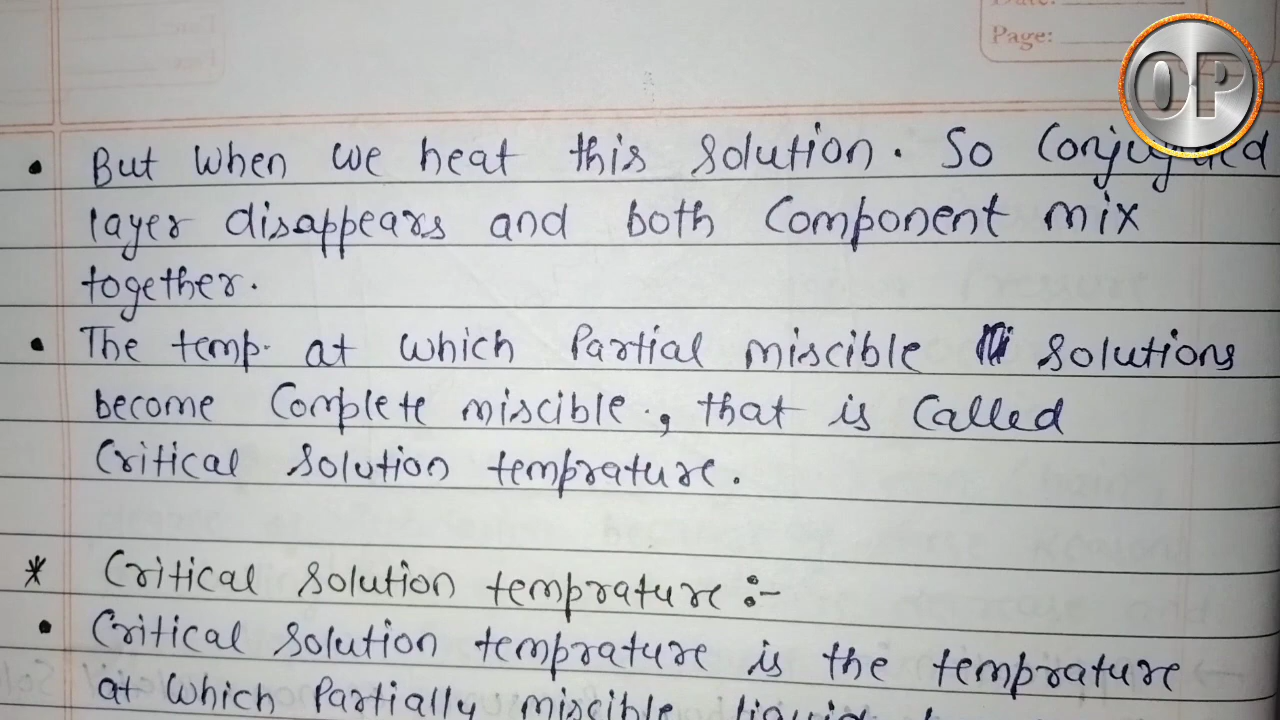 Page:
OP
• But when we heat this solution. So Conjugated
layer disappears and both Component mix
together.
• The temp. at which Partial miscible solutions
become Complete miscible., that is Called
Critical Solution temprature.
* Critical Solution temprature :-
• Critical Solution temprature is the temprature
at which Partially miscible liquid